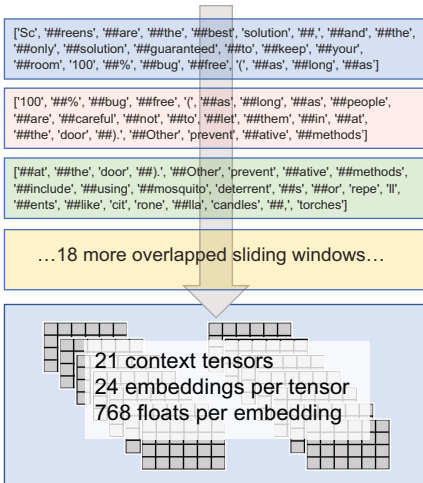 ['Sc', '##reens', '##are', '##the', '##best', 'solution', '##,', '##and', '##the',
'##only', '##solution', '##guaranteed', '##to', '##keep', '##your',
'##room', '100', '##%', '##bug', '##free', '(', '##as', '##long', '##as']
['100', '##%', '##bug', '##free', '(', '##as', '##long', '##as', '##people',
'##are', '##careful', '##not', '##to', '##let', '##them', '##in', '##at',
'##the', 'door', '##).', '##Other', 'prevent', '##ative', '##methods']
['##at', '##the', 'door', '##).', '##Other', 'prevent', '##ative', '##methods',
'##include', '##using', '##mosquito', 'deterrent', '##s', '##or', 'repe', 'll',
'##ents', '##like', 'cit', 'rone', '##lla', 'candles', '##,', 'torches']
…18 more overlapped sliding windows…
21 context tensors
24 embeddings per tensor
768 floats per embedding